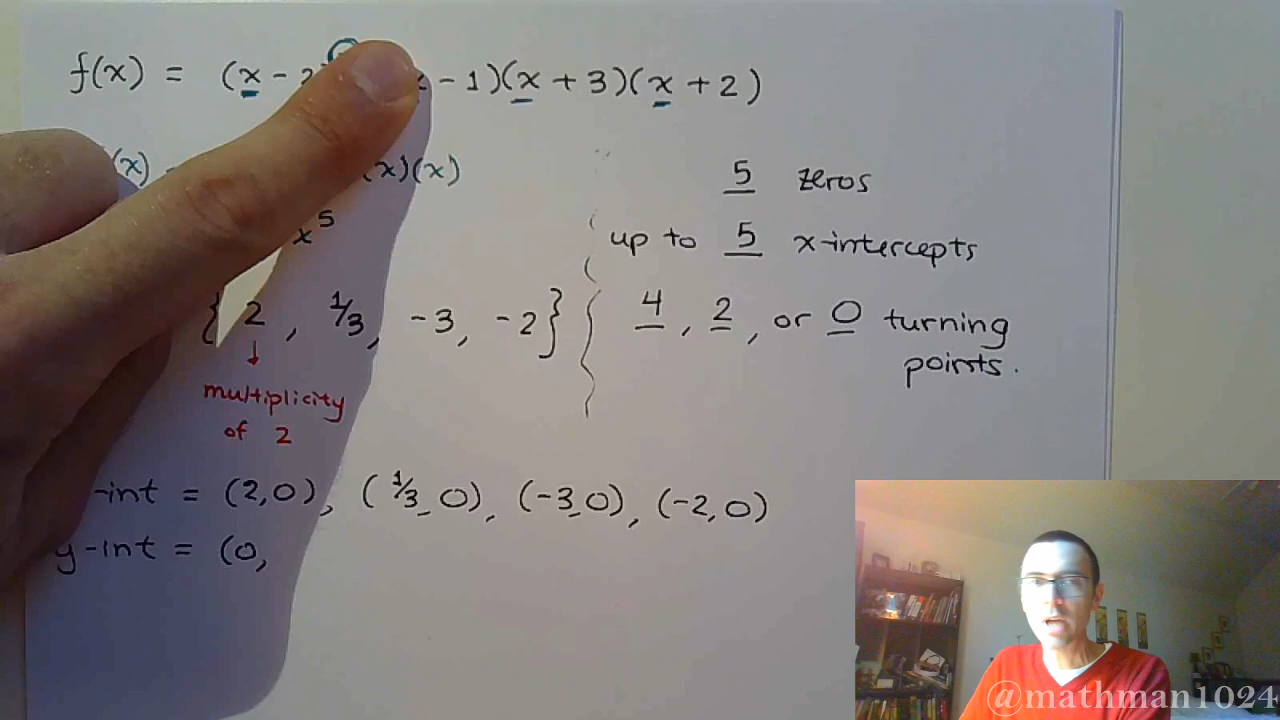 f(x) = (x - 2 - 1)(x + 3)(x + 2)
(x) (x)(x)
x⁵
5 zeros
up to 5 x-intercepts
{ 2 , 1/3 , -3 , -2 }
4 , 2 , or 0 turning
points.
multiplicity
of 2
-int = (2,0) , (1/3, 0) , (-3,0) , (-2,0)
y-int = (0,
@mathman1024